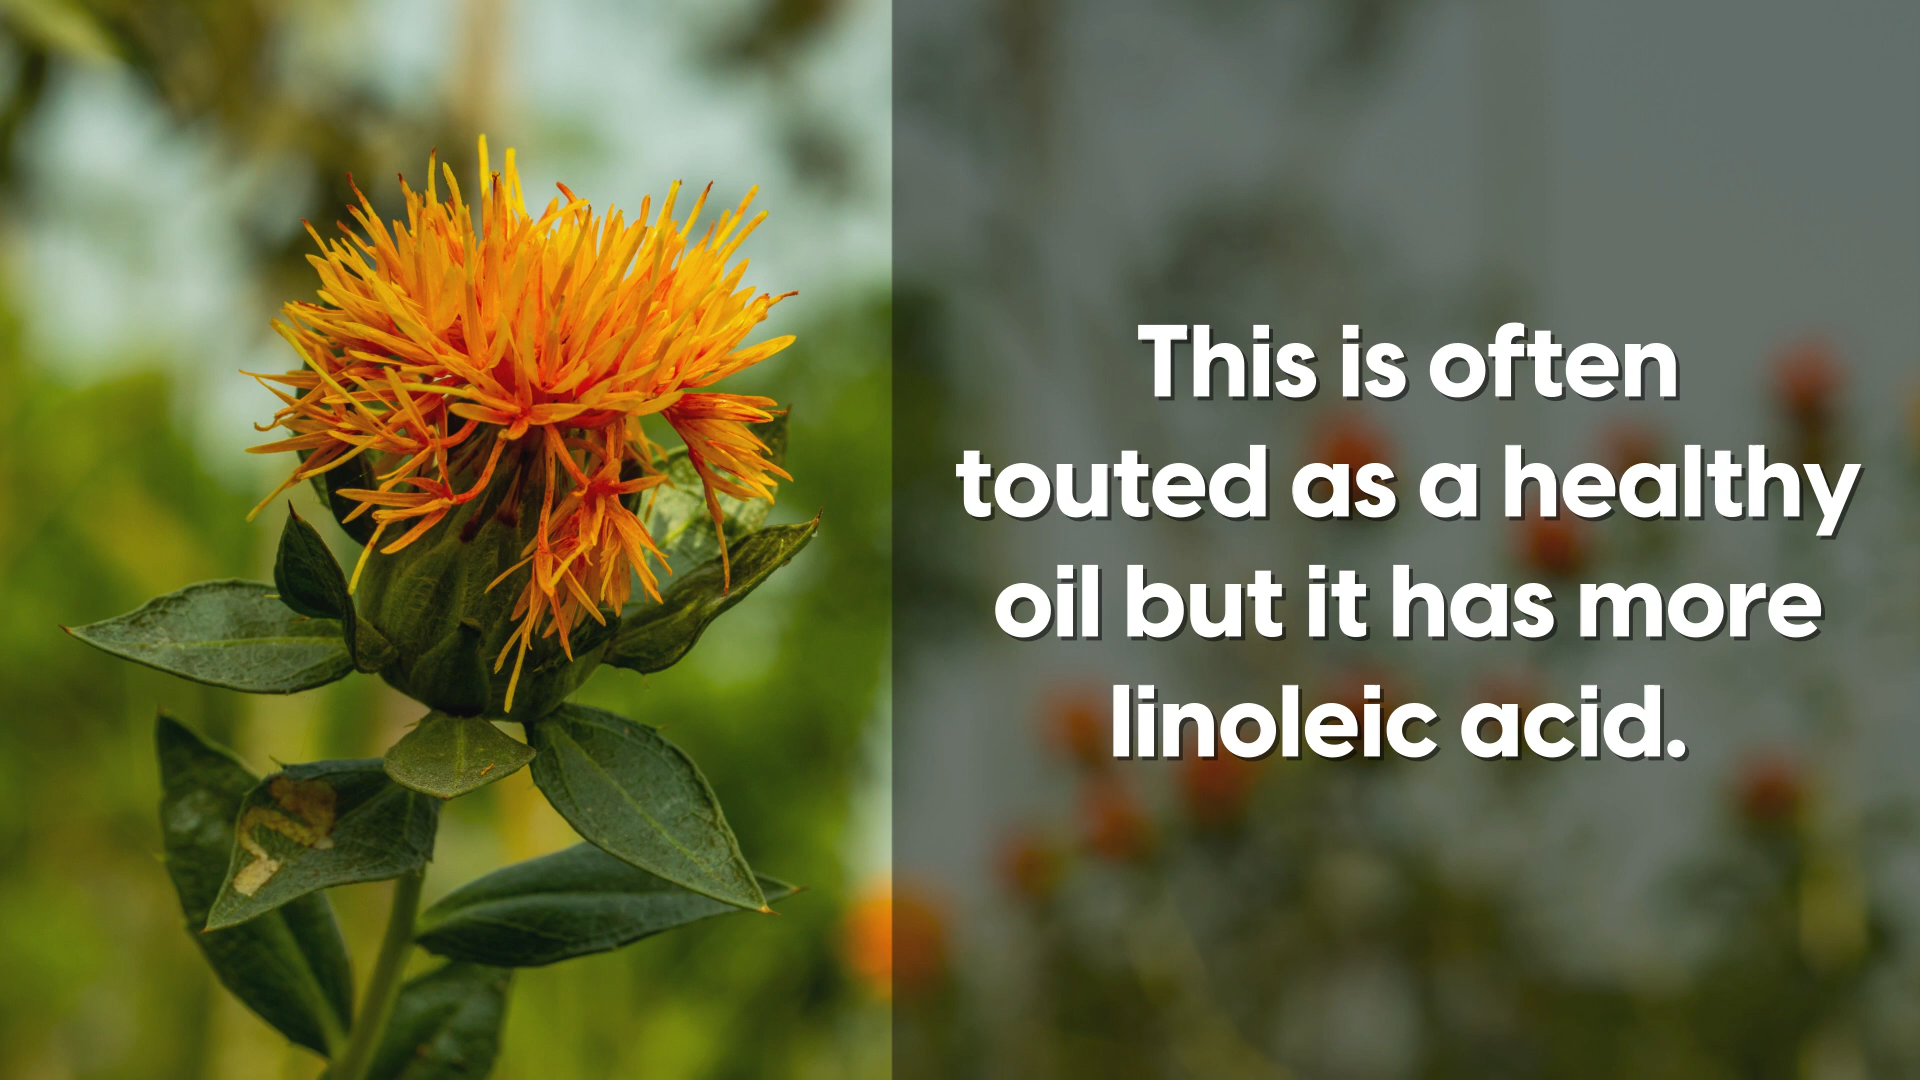 This is often
touted as a healthy
oil but it has more
linoleic acid.